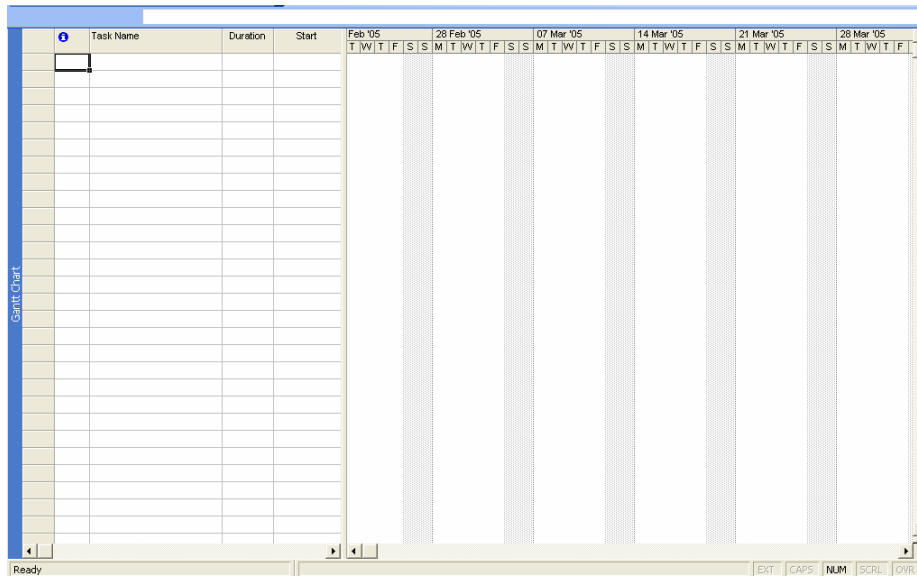 Task Name Duration Start Feb '05 28 Feb '05 07 Mar '05 14 Mar '05 21 Mar '05 28 Mar '05
T W T F S S M T W T F S S M T W T F S S M T W T F S S M T W T F S S M T W T F
Gantt Chart
Ready EXT CAPS NUM SCRL OVR